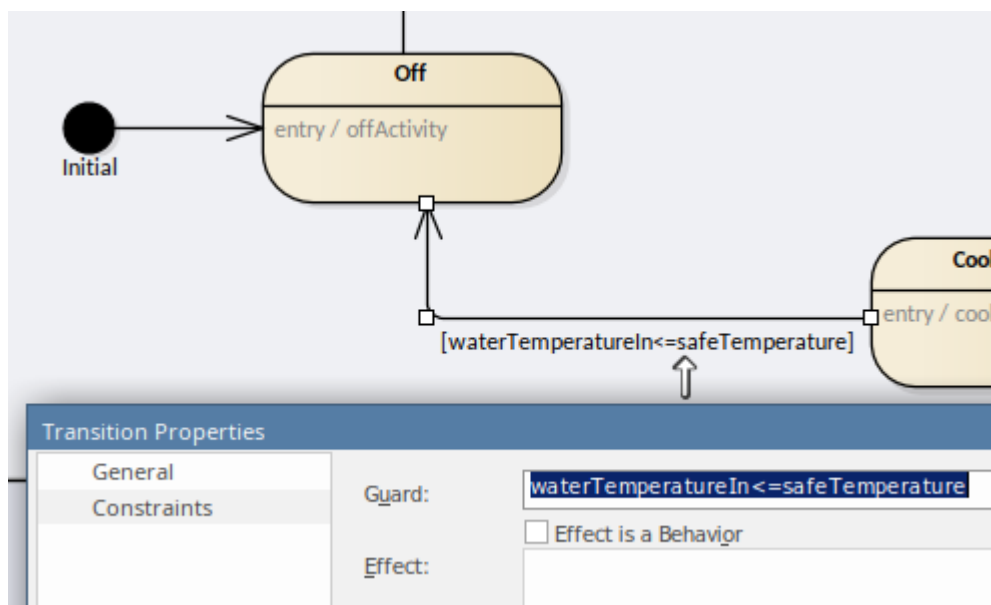 Off
entry / offActivity
Initial
Cool
entry / cool
[waterTemperatureIn<=safeTemperature]
Transition Properties
General
Constraints
Guard:
waterTemperatureIn<=safeTemperature
Effect is a Behavior
Effect: